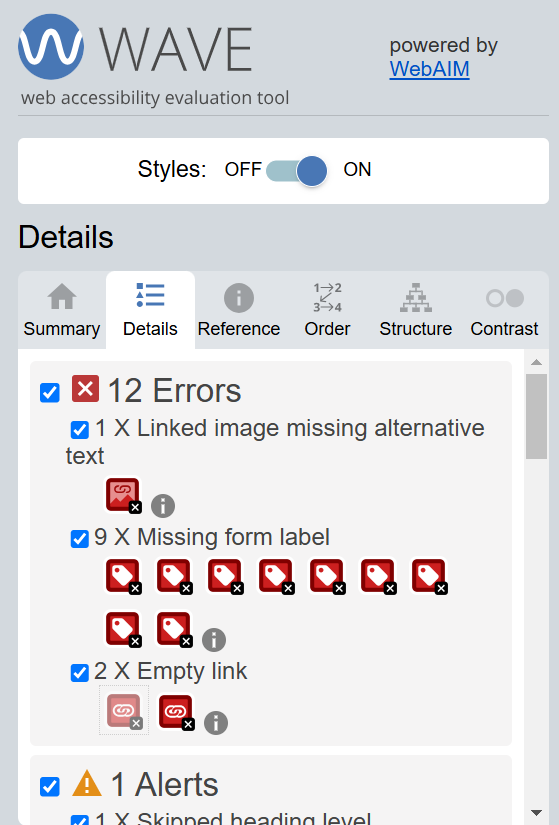 WAVE
powered by
WebAIM
web accessibility evaluation tool
Styles: OFF ON
Details
Summary Details Reference Order Structure Contrast
12 Errors
1 X Linked image missing alternative
text
9 X Missing form label
2 X Empty link
1 Alerts
1 X Skipped heading level